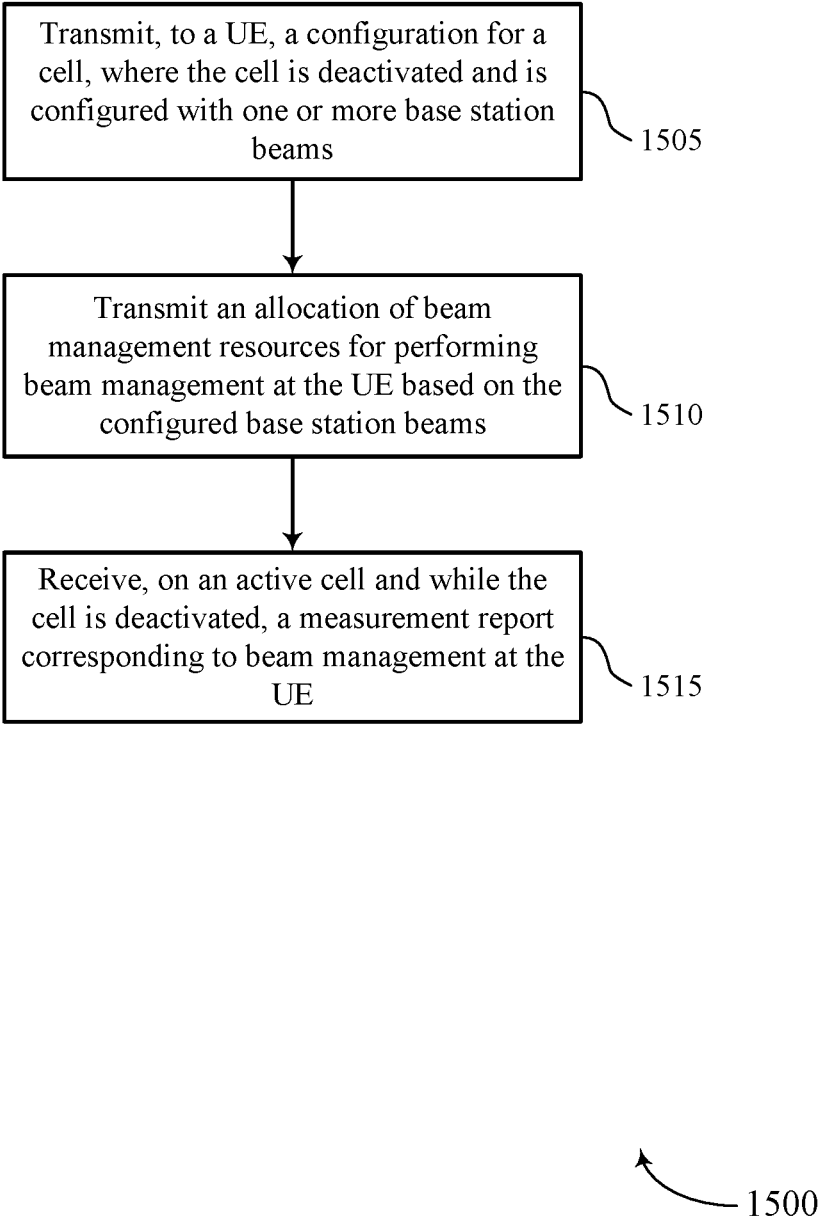 Transmit, to a UE, a configuration for a
cell, where the cell is deactivated and is
configured with one or more base station
beams
1505
Transmit an allocation of beam
management resources for performing
beam management at the UE based on the
configured base station beams
1510
Receive, on an active cell and while the
cell is deactivated, a measurement report
corresponding to beam management at the
UE
1515
1500